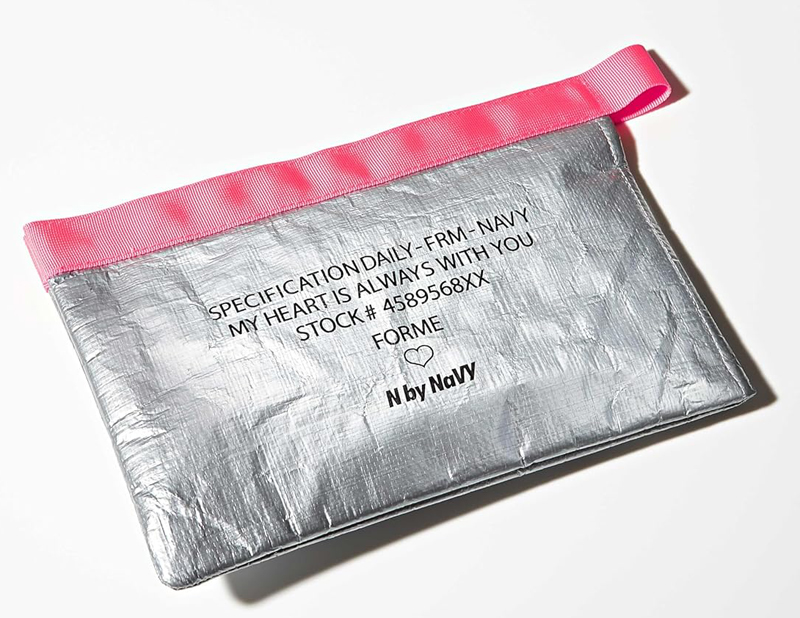 SPECIFICATION DAILY - FRM - NAVY
MY HEART IS ALWAYS WITH YOU
STOCK # 4589568XX
FORME
N by NaVY